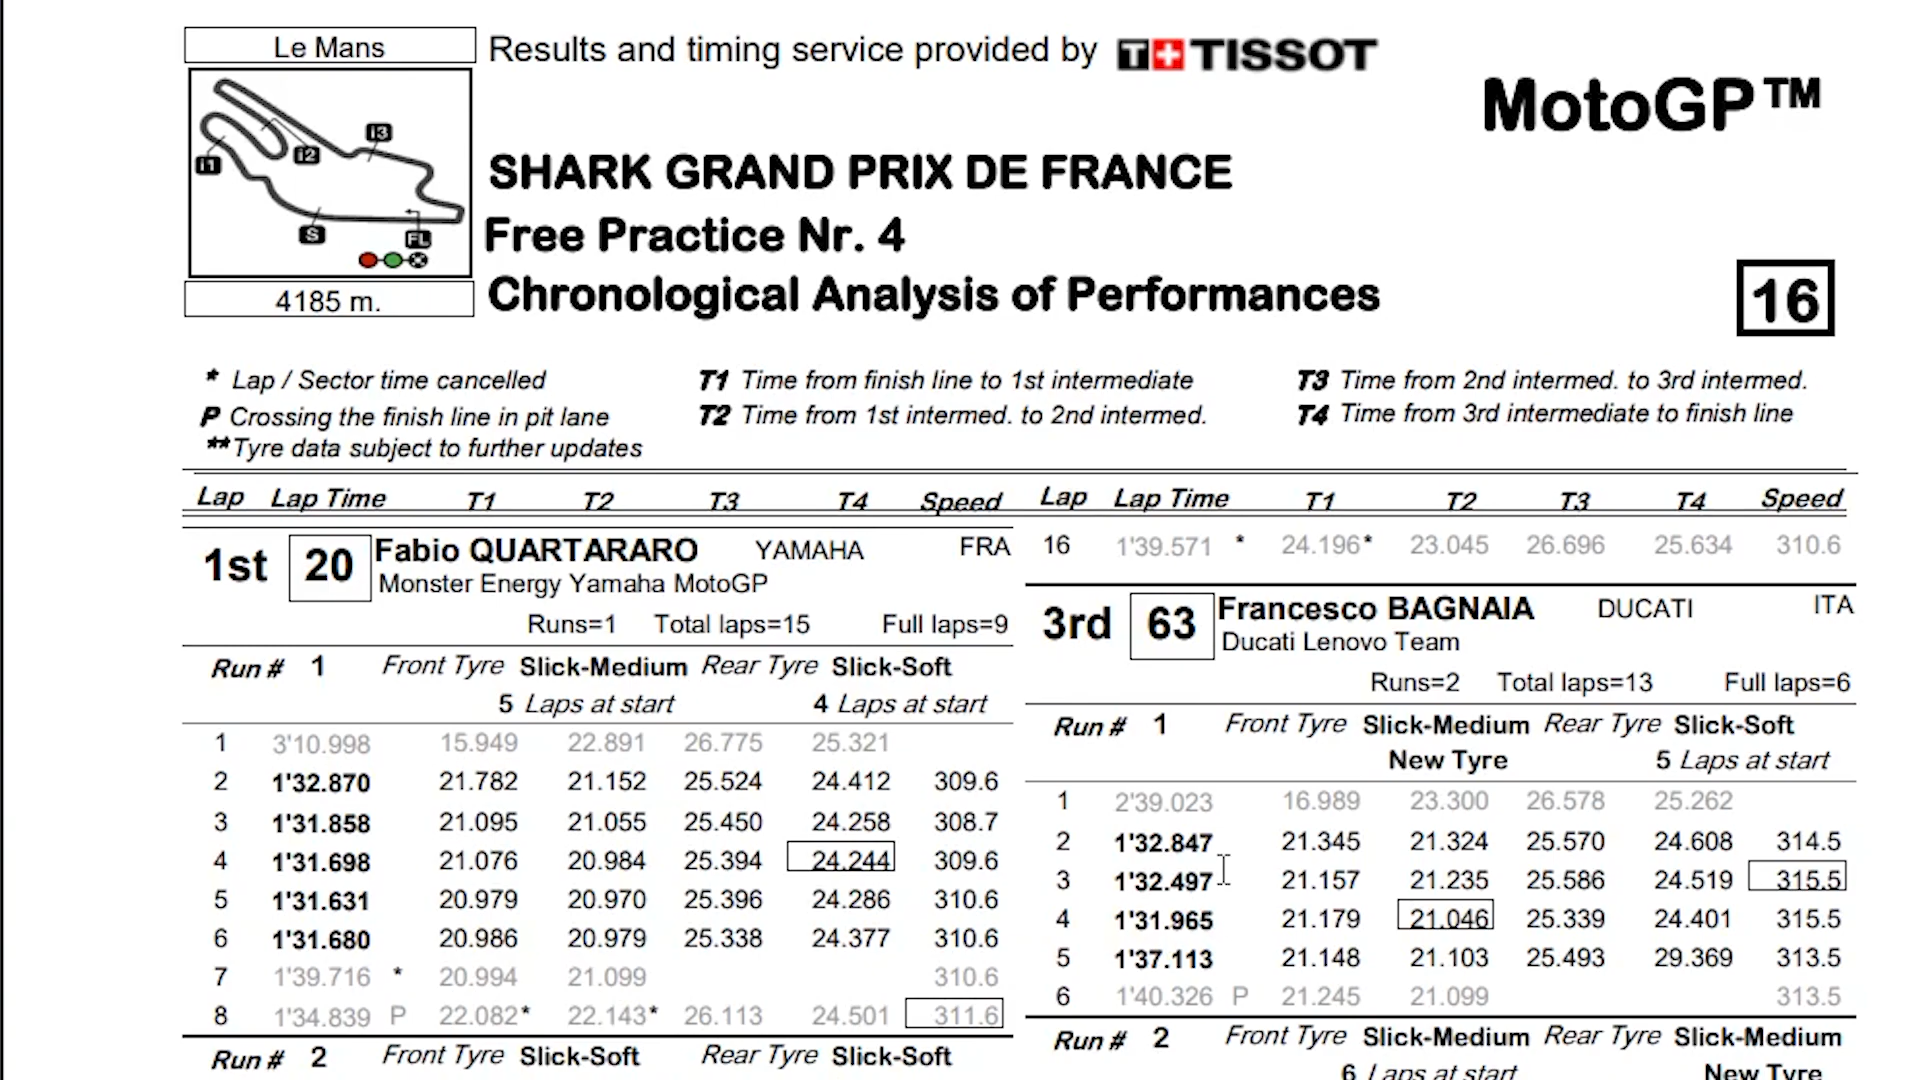 Le Mans
Results and timing service provided by T+TISSOT
MotoGP™
I3
I1
I2
S
FL
4185 m.
SHARK GRAND PRIX DE FRANCE
Free Practice Nr. 4
Chronological Analysis of Performances
16
* Lap / Sector time cancelled
P Crossing the finish line in pit lane
**Tyre data subject to further updates
T1 Time from finish line to 1st intermediate
T2 Time from 1st intermed. to 2nd intermed.
T3 Time from 2nd intermed. to 3rd intermed.
T4 Time from 3rd intermediate to finish line
Lap Lap Time T1 T2 T3 T4 Speed
1st 20 Fabio QUARTARARO YAMAHA FRA
Monster Energy Yamaha MotoGP
Runs=1 Total laps=15 Full laps=9
Run # 1 Front Tyre Slick-Medium Rear Tyre Slick-Soft
5 Laps at start 4 Laps at start
1 3'10.998 15.949 22.891 26.775 25.321
2 1'32.870 21.782 21.152 25.524 24.412 309.6
3 1'31.858 21.095 21.055 25.450 24.258 308.7
4 1'31.698 21.076 20.984 25.394 24.244 309.6
5 1'31.631 20.979 20.970 25.396 24.286 310.6
6 1'31.680 20.986 20.979 25.338 24.377 310.6
7 1'39.716 * 20.994 21.099 310.6
8 1'34.839 P 22.082* 22.143* 26.113 24.501 311.6
Run # 2 Front Tyre Slick-Soft Rear Tyre Slick-Soft
Lap Lap Time T1 T2 T3 T4 Speed
16 1'39.571 * 24.196* 23.045 26.696 25.634 310.6
3rd 63 Francesco BAGNAIA DUCATI ITA
Ducati Lenovo Team
Runs=2 Total laps=13 Full laps=6
Run # 1 Front Tyre Slick-Medium Rear Tyre Slick-Soft
New Tyre 5 Laps at start
1 2'39.023 16.989 23.300 26.578 25.262
2 1'32.847 21.345 21.324 25.570 24.608 314.5
3 1'32.497 21.157 21.235 25.586 24.519 315.5
4 1'31.965 21.179 21.046 25.339 24.401 315.5
5 1'37.113 21.148 21.103 25.493 29.369 313.5
6 1'40.326 P 21.245 21.099 313.5
Run # 2 Front Tyre Slick-Medium Rear Tyre Slick-Medium
6 Laps at start New Tyre